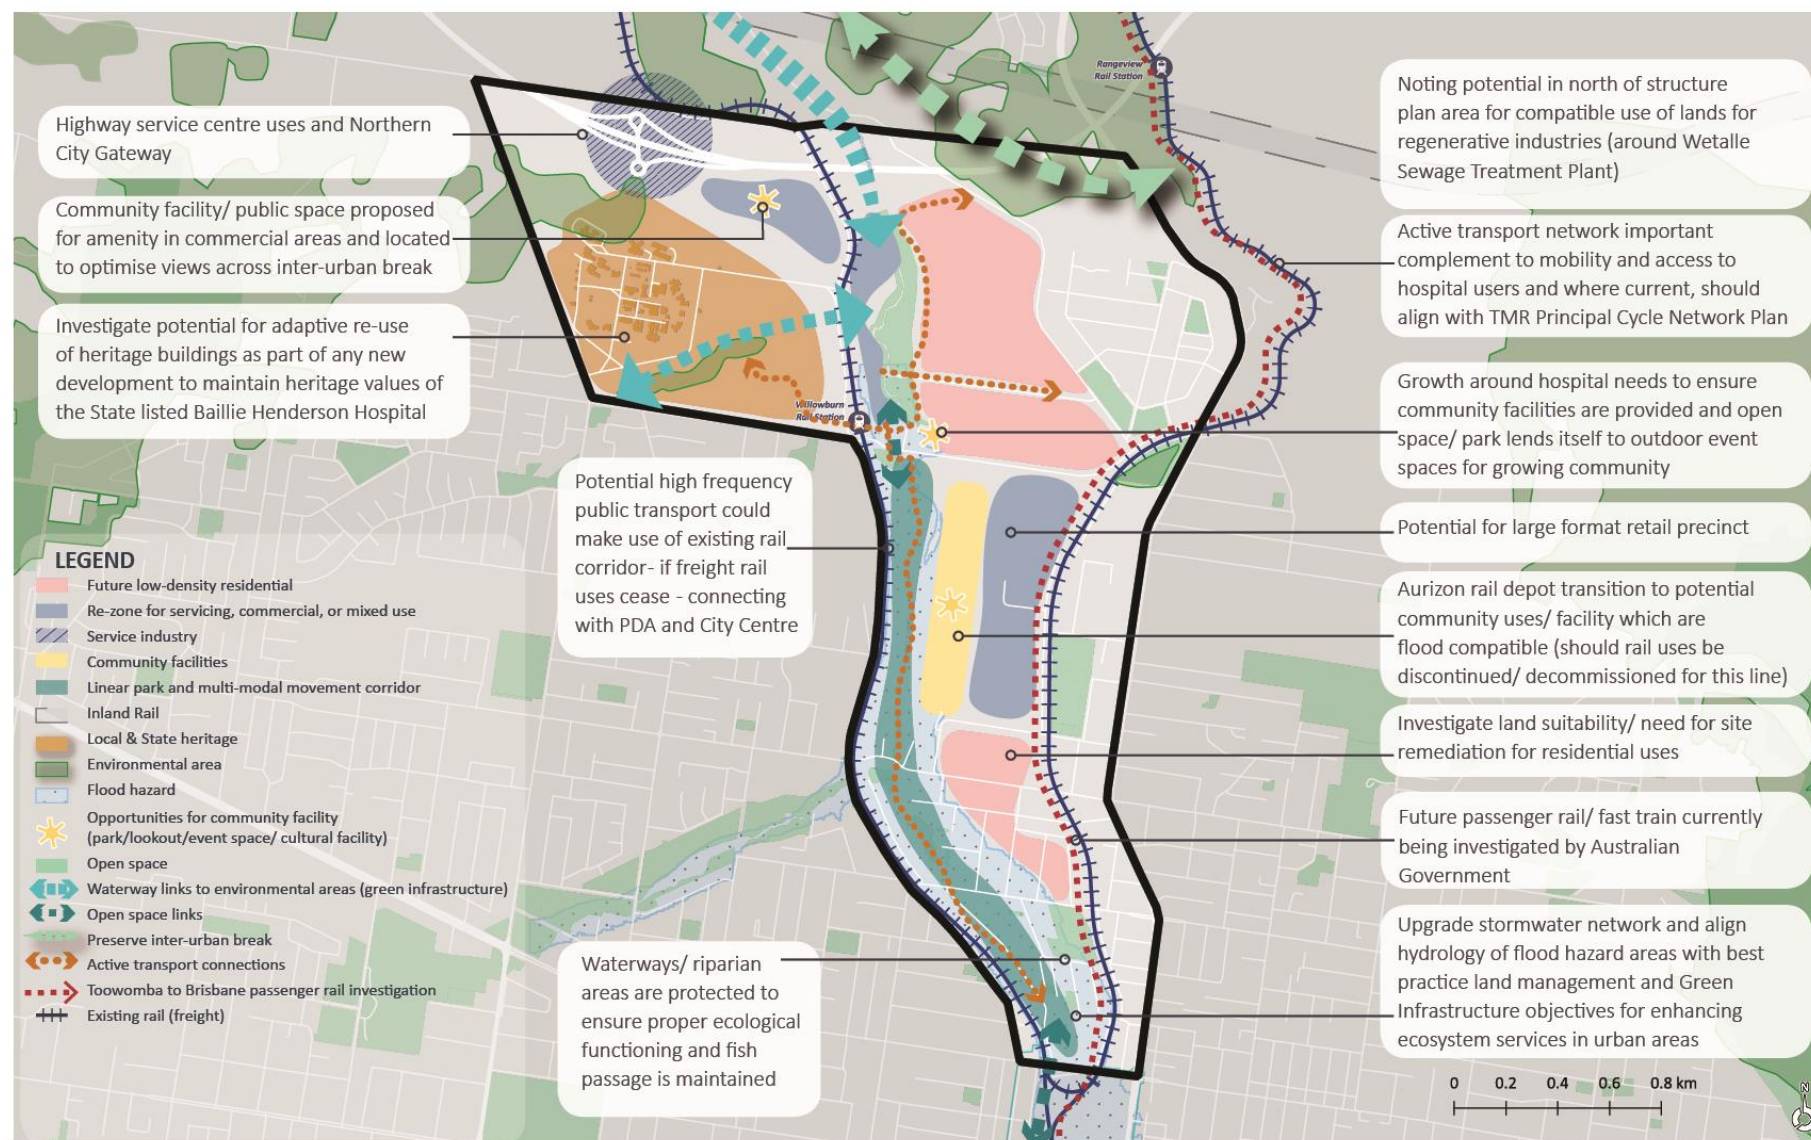 Rangeview
Rail Station
Highway service centre uses and Northern
City Gateway
Community facility/ public space proposed
for amenity in commercial areas and located
to optimise views across inter-urban break
Investigate potential for adaptive re-use
of heritage buildings as part of any new
development to maintain heritage values of
the State listed Baillie Henderson Hospital
Willowburn
Rail Station
Potential high frequency
public transport could
make use of existing rail
corridor- if freight rail
uses cease - connecting
with PDA and City Centre
Waterways/ riparian
areas are protected to
ensure proper ecological
functioning and fish
passage is maintained
Noting potential in north of structure
plan area for compatible use of lands for
regenerative industries (around Wetalle
Sewage Treatment Plant)
Active transport network important
complement to mobility and access to
hospital users and where current, should
align with TMR Principal Cycle Network Plan
Growth around hospital needs to ensure
community facilities are provided and open
space/ park lends itself to outdoor event
spaces for growing community
Potential for large format retail precinct
Aurizon rail depot transition to potential
community uses/ facility which are
flood compatible (should rail uses be
discontinued/ decommissioned for this line)
Investigate land suitability/ need for site
remediation for residential uses
Future passenger rail/ fast train currently
being investigated by Australian
Government
Upgrade stormwater network and align
hydrology of flood hazard areas with best
practice land management and Green
Infrastructure objectives for enhancing
ecosystem services in urban areas
LEGEND
Future low-density residential
Re-zone for servicing, commercial, or mixed use
Service industry
Community facilities
Linear park and multi-modal movement corridor
Inland Rail
Local & State heritage
Environmental area
Flood hazard
Opportunities for community facility
(park/lookout/event space/ cultural facility)
Open space
Waterway links to environmental areas (green infrastructure)
Open space links
Preserve inter-urban break
Active transport connections
Toowomba to Brisbane passenger rail investigation
Existing rail (freight)
0 0.2 0.4 0.6 0.8 km
N